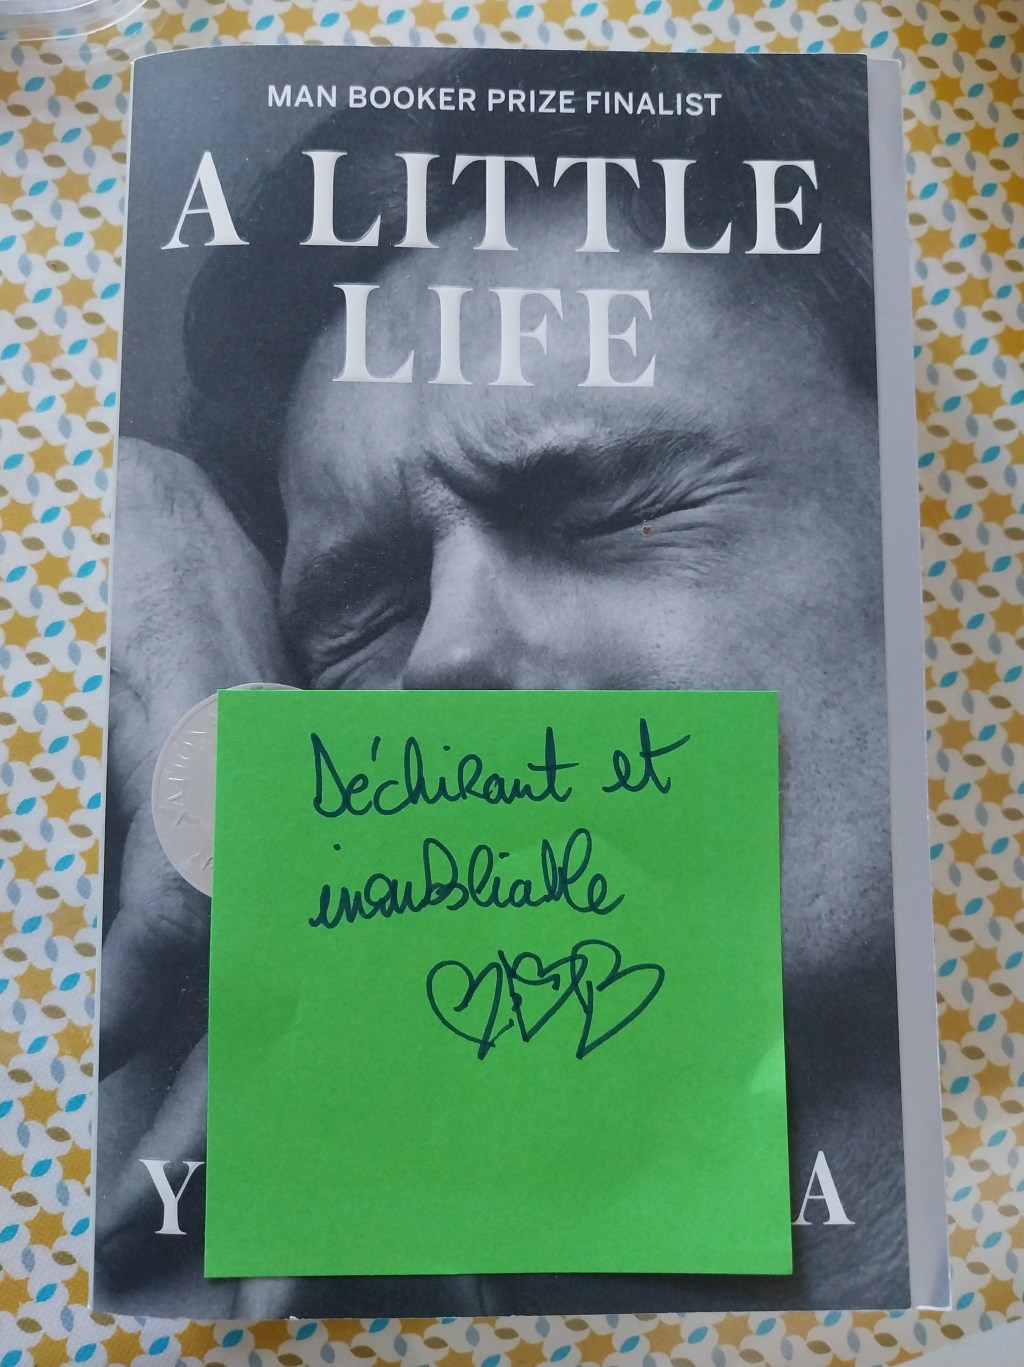 MAN BOOKER PRIZE FINALIST
A LITTLE
LIFE
Déchirant et
inoubliable
Y A